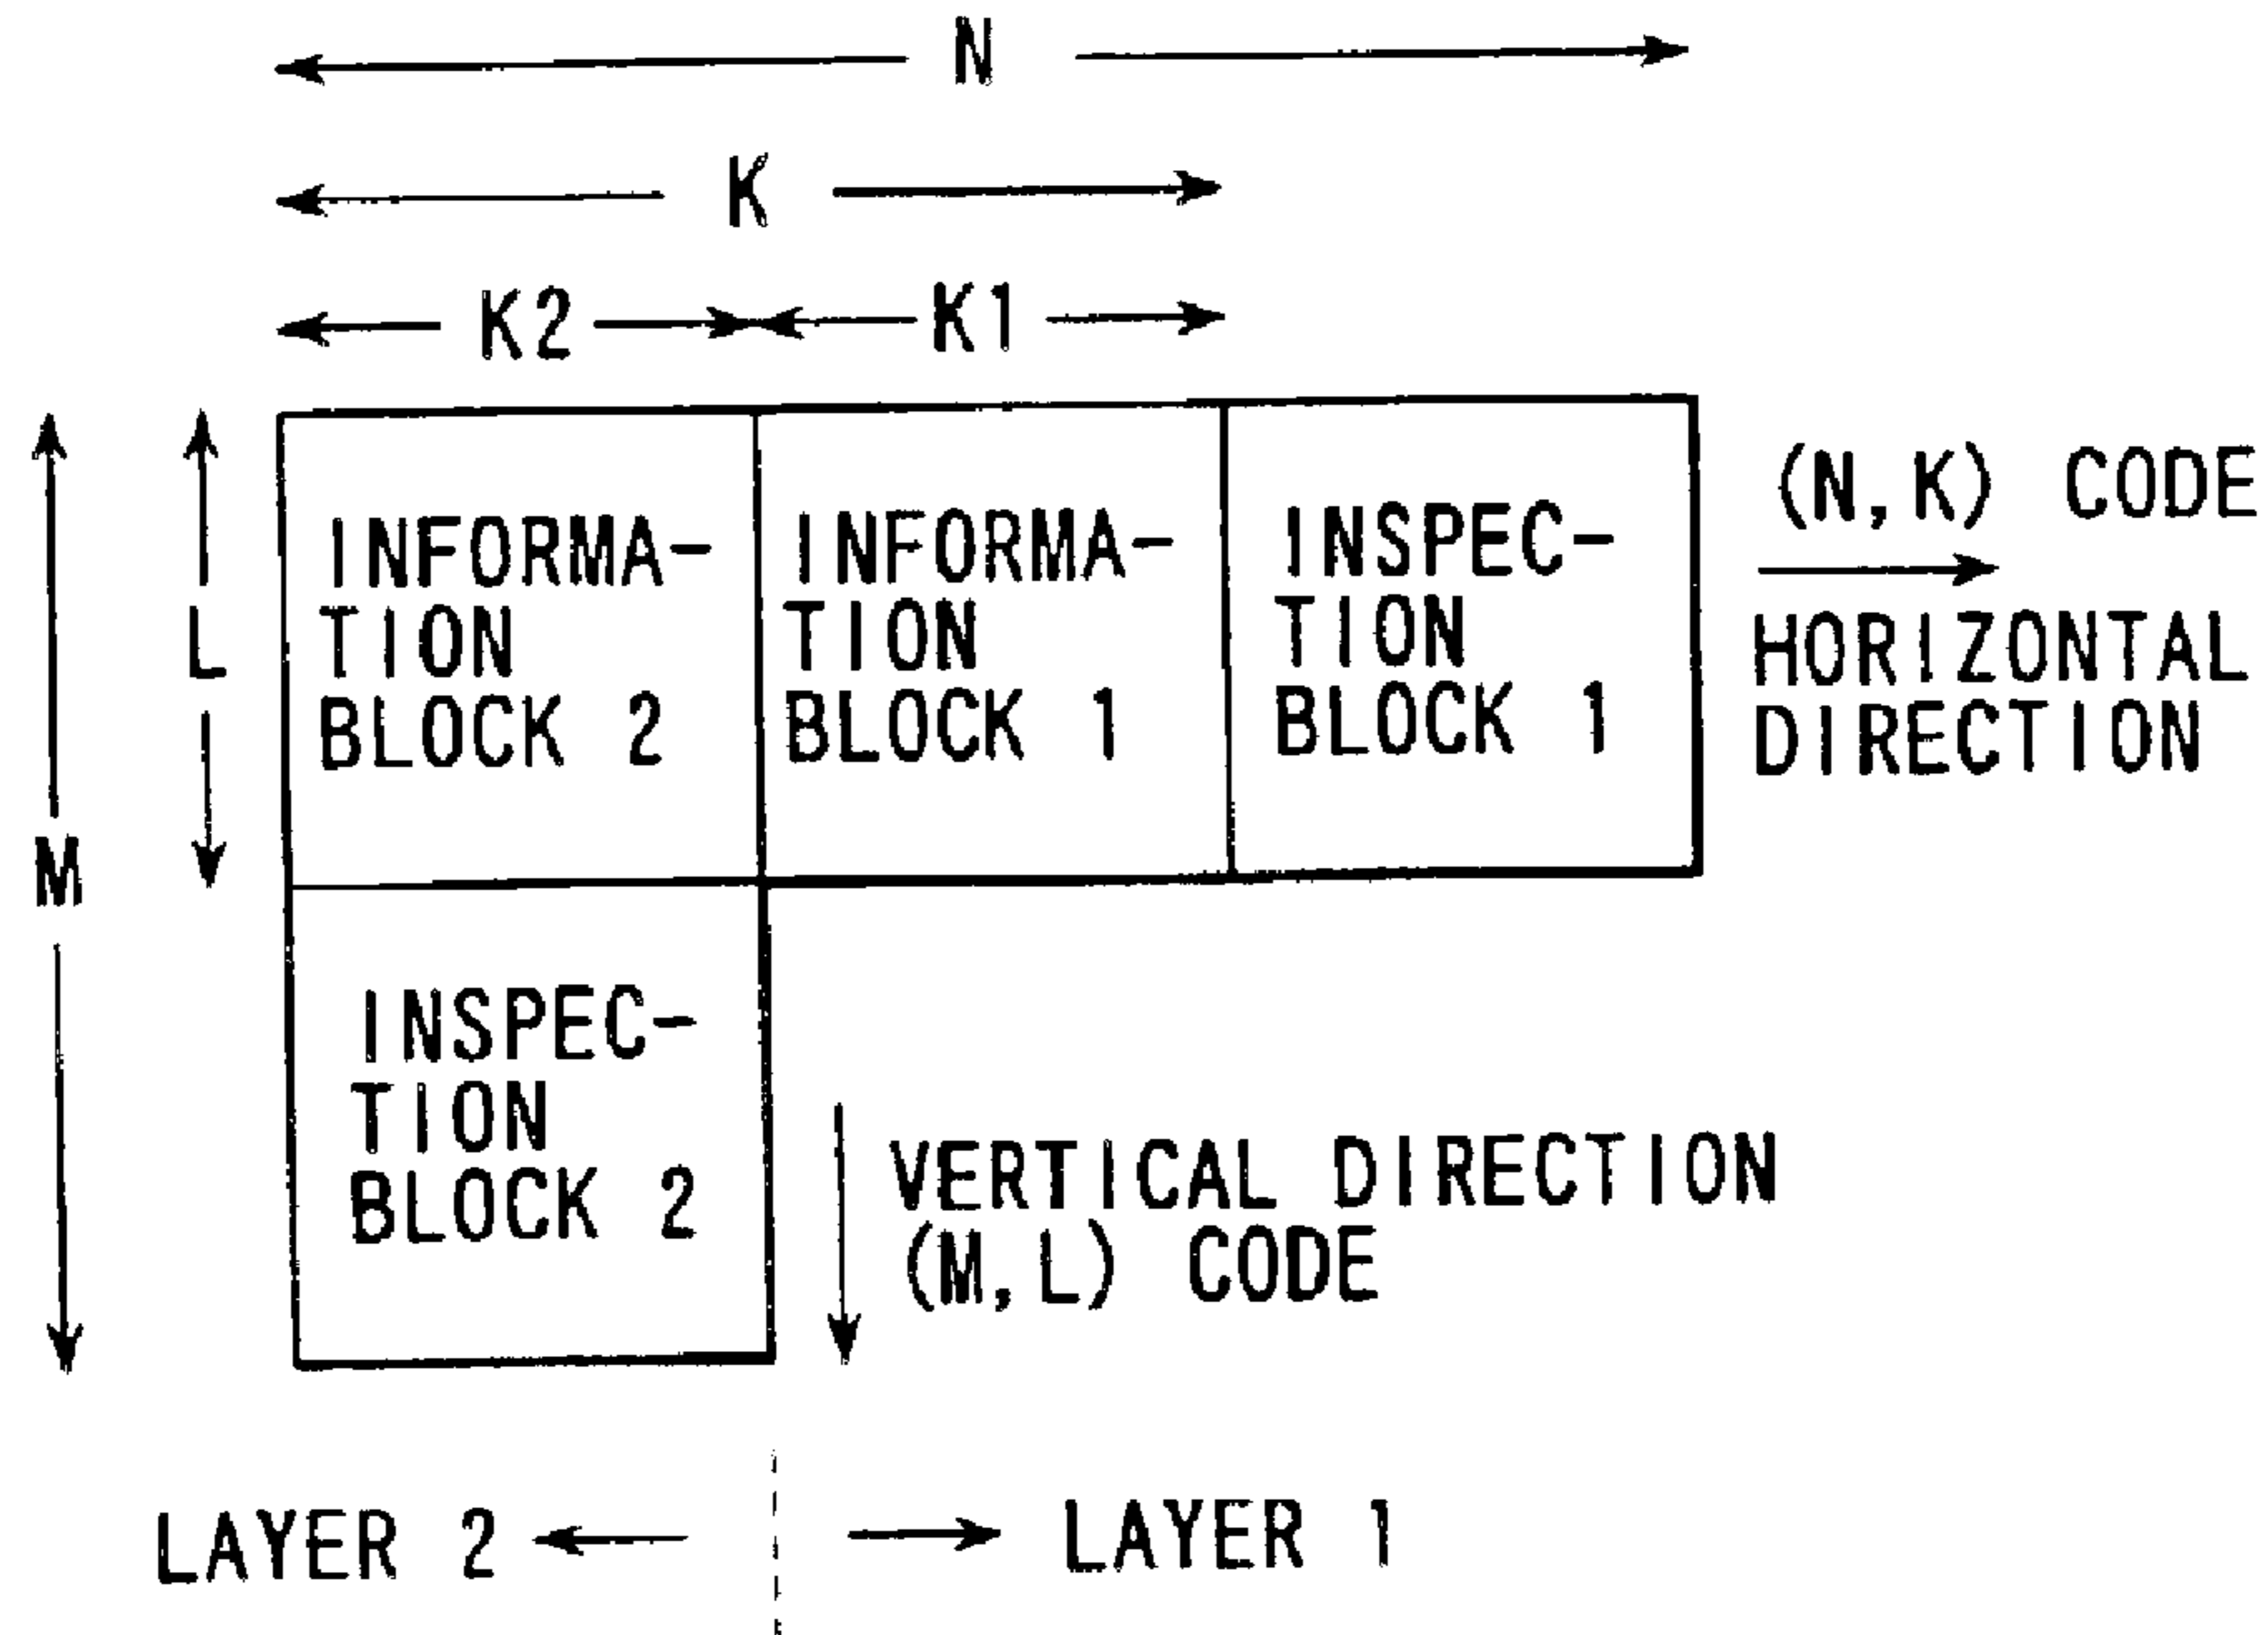 N
K
K2
K1
L
M
INFORMA-
TION
BLOCK 2
INFORMA-
TION
BLOCK 1
INSPEC-
TION
BLOCK 1
(N,K) CODE
HORIZONTAL
DIRECTION
INSPEC-
TION
BLOCK 2
VERTICAL DIRECTION
(M,L) CODE
LAYER 2
LAYER 1